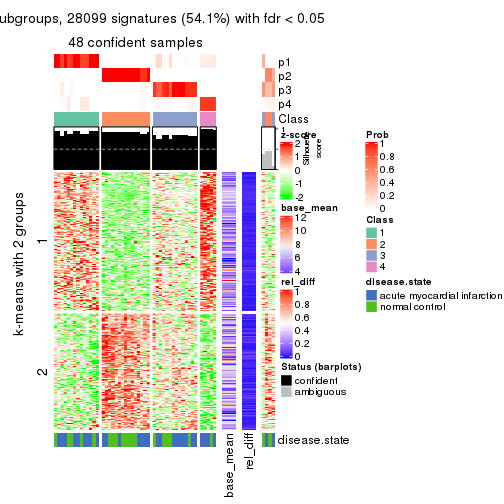 ubgroups, 28099 signatures (54.1%) with fdr < 0.05
48 confident samples
p1
p2
p3
p4
Class
1
Silhouette
score
k-means with 2 groups
1
2
base_mean
rel_diff
disease.state
z-score
2
1
0
-1
-2
base_mean
12
10
8
6
4
rel_diff
1
0.8
0.6
0.4
0.2
0
Status (barplots)
confident
ambiguous
Prob
1
0.8
0.6
0.4
0.2
0
Class
1
2
3
4
disease.state
acute myocardial infarction
normal control